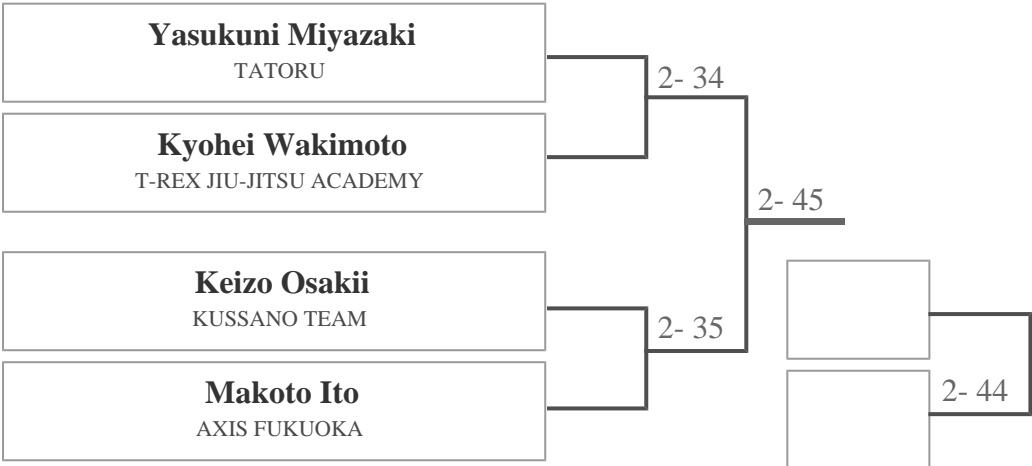 Yasukuni Miyazaki
TATORU
2- 34
Kyohei Wakimoto
T-REX JIU-JITSU ACADEMY
2- 45
Keizo Osakii
KUSSANO TEAM
2- 35
Makoto Ito
AXIS FUKUOKA
2- 44